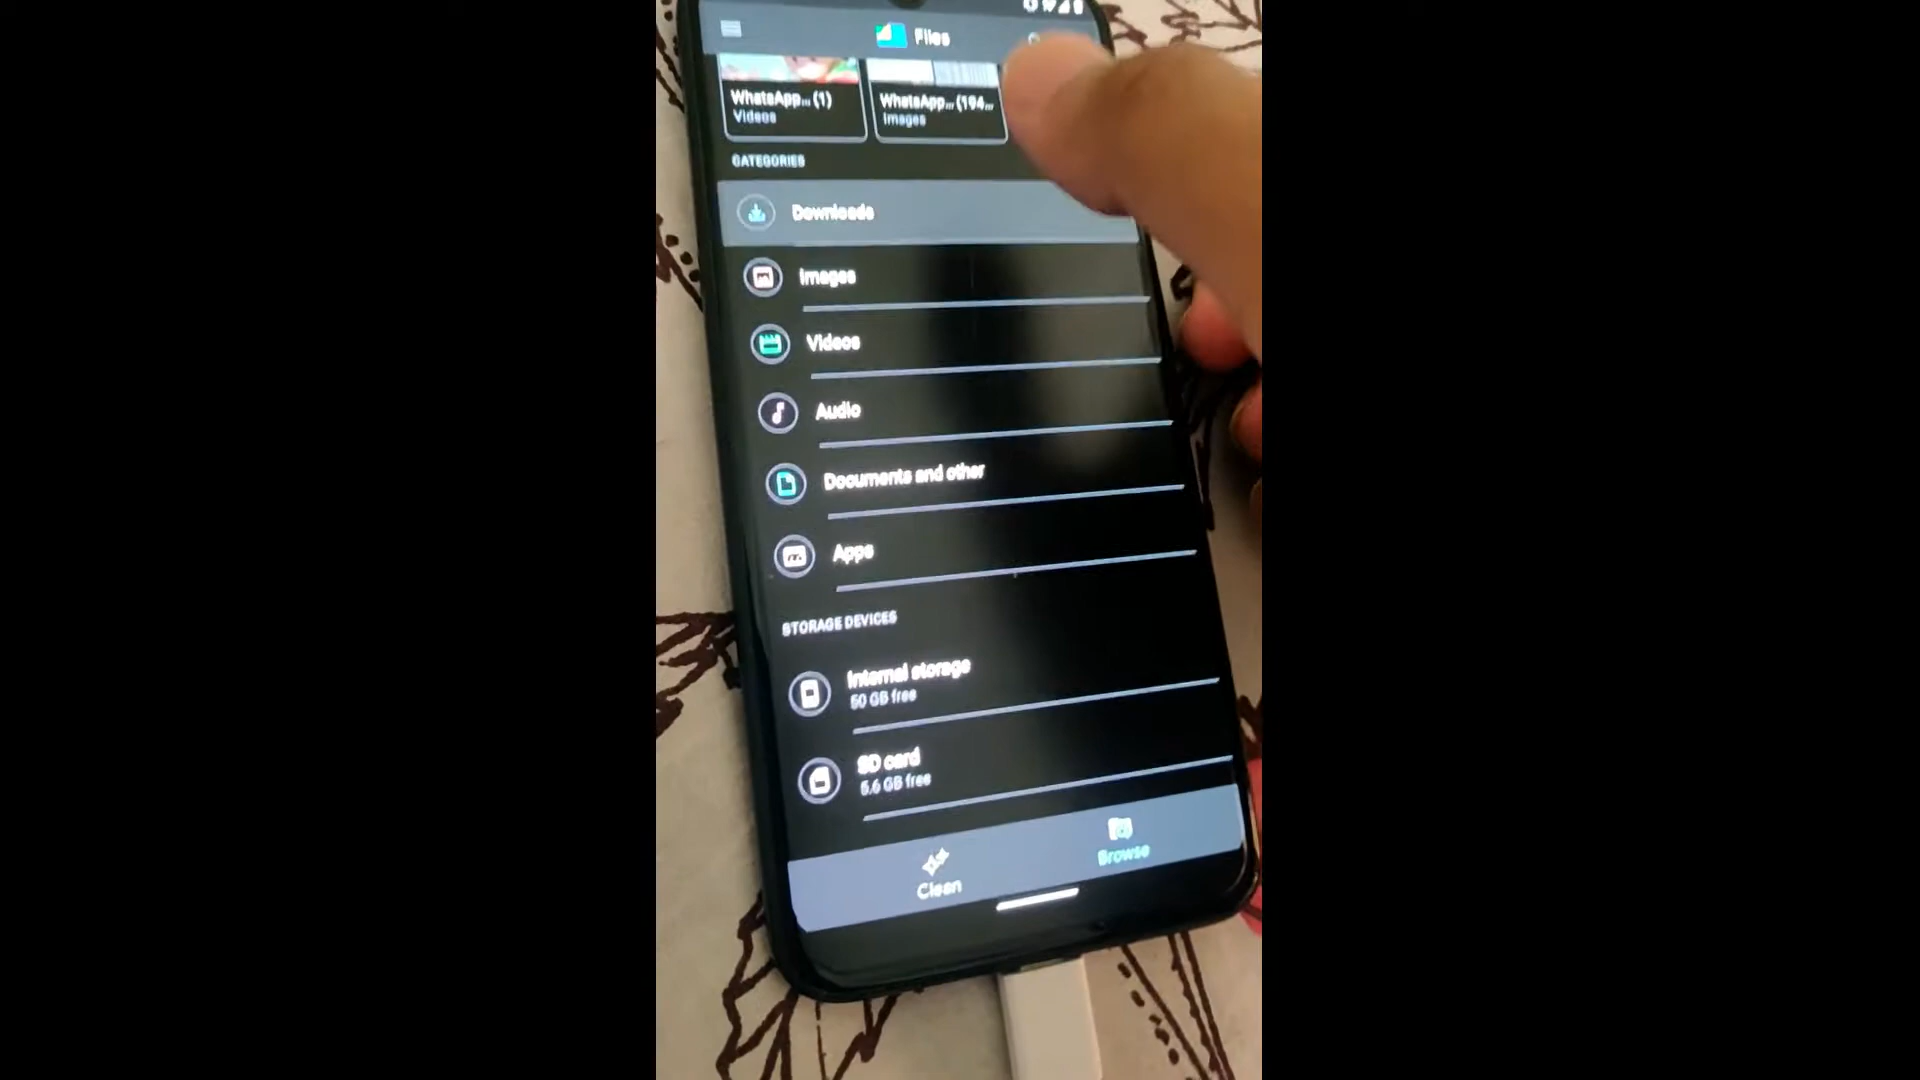 Files
WhatsApp... (1)
Videos
WhatsApp... (194...
Images
CATEGORIES
Downloads
Images
Videos
Audio
Documents and other
Apps
STORAGE DEVICES
Internal storage
50 GB free
SD card
5.6 GB free
Clean
Browse